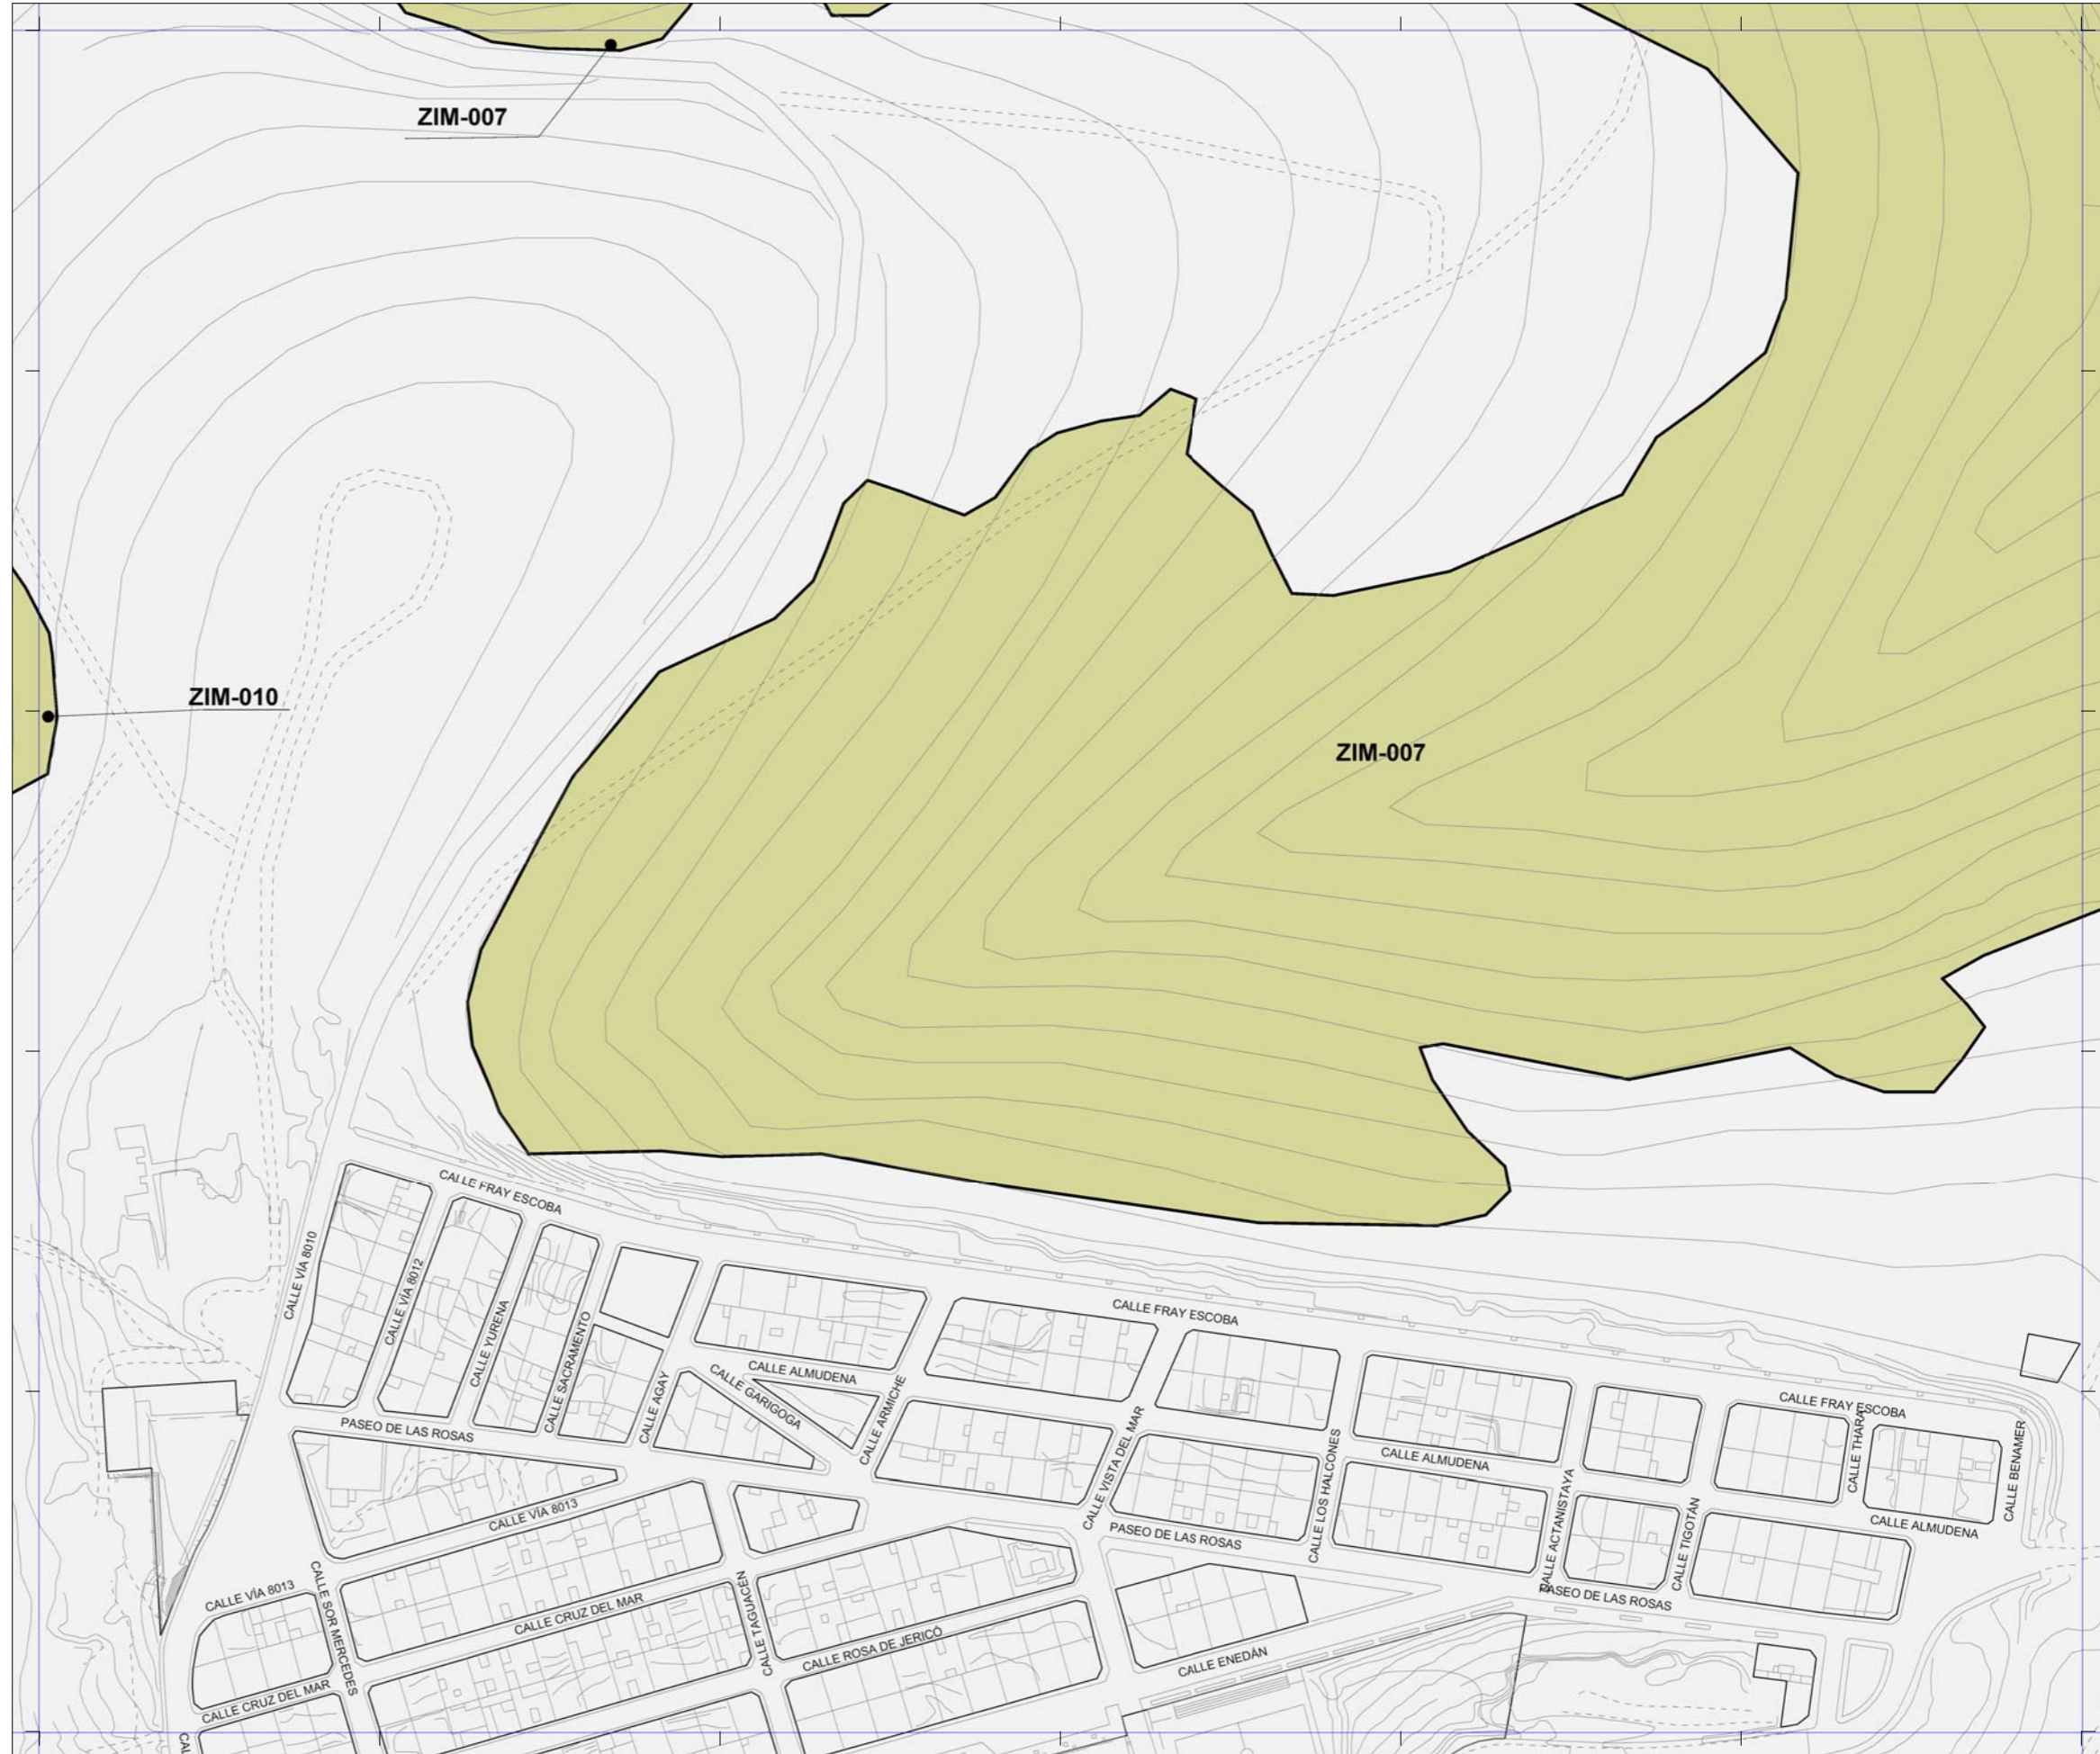 ZIM-007
ZIM-010
ZIM-007
CALLE FRAY ESCOBA
CALLE VÍA 8010
CALLE VÍA 8012
CALLE YURENA
CALLE SACRAMENTO
CALLE AGAY
CALLE ALMUDENA
CALLE GARIGOGA
CALLE ARMICHE
CALLE FRAY ESCOBA
CALLE VISTA DEL MAR
CALLE LOS HALCONES
CALLE ALMUDENA
CALLE ACTANISTAYA
CALLE TIGOTÁN
CALLE FRAY ESCOBA
CALLE THARA
CALLE BENAMER
CALLE ALMUDENA
PASEO DE LAS ROSAS
PASEO DE LAS ROSAS
PASEO DE LAS ROSAS
CALLE VÍA 8013
CALLE VÍA 8013
CALLE SOR MERCEDES
CALLE CRUZ DEL MAR
CALLE TAGUACÉN
CALLE ROSA DE JERICÓ
CALLE ENEDÁN
CALLE CRUZ DEL MAR
CAL